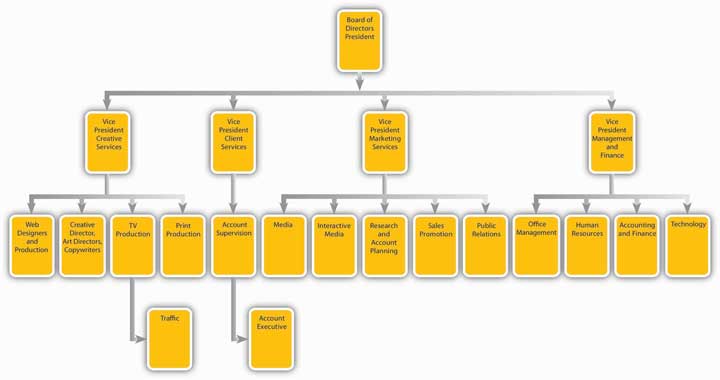 Board of
Directors
President
Vice
President
Creative
Services
Vice
President
Client
Services
Vice
President
Marketing
Services
Vice
President
Management
and
Finance
Web
Designers
and
Production
Creative
Director,
Art Directors,
Copywriters
TV
Production
Print
Production
Account
Supervision
Media
Interactive
Media
Research
and
Account
Planning
Sales
Promotion
Public
Relations
Office
Management
Human
Resources
Accounting
and Finance
Technology
Traffic
Account
Executive